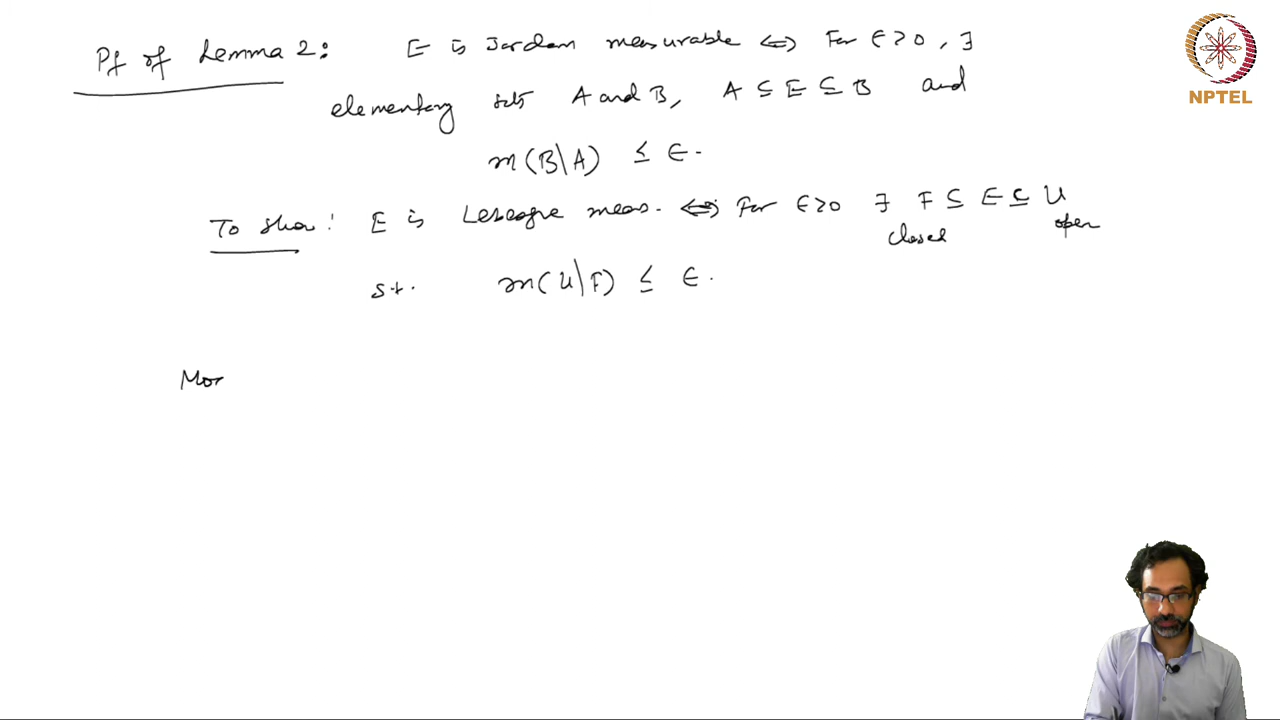 Pf of Lemma 2: E is Jordan measurable ⇔ For ε>0, ∃
elementary sets A and B, A ⊆ E ⊆ B and
m(B\A) ≤ ε.
To show: E is Lebesgue meas. ⇔ For ε>0 ∃ F ⊆ E ⊆ U
closed open
s.t. m(U\F) ≤ ε.
Mor
NPTEL